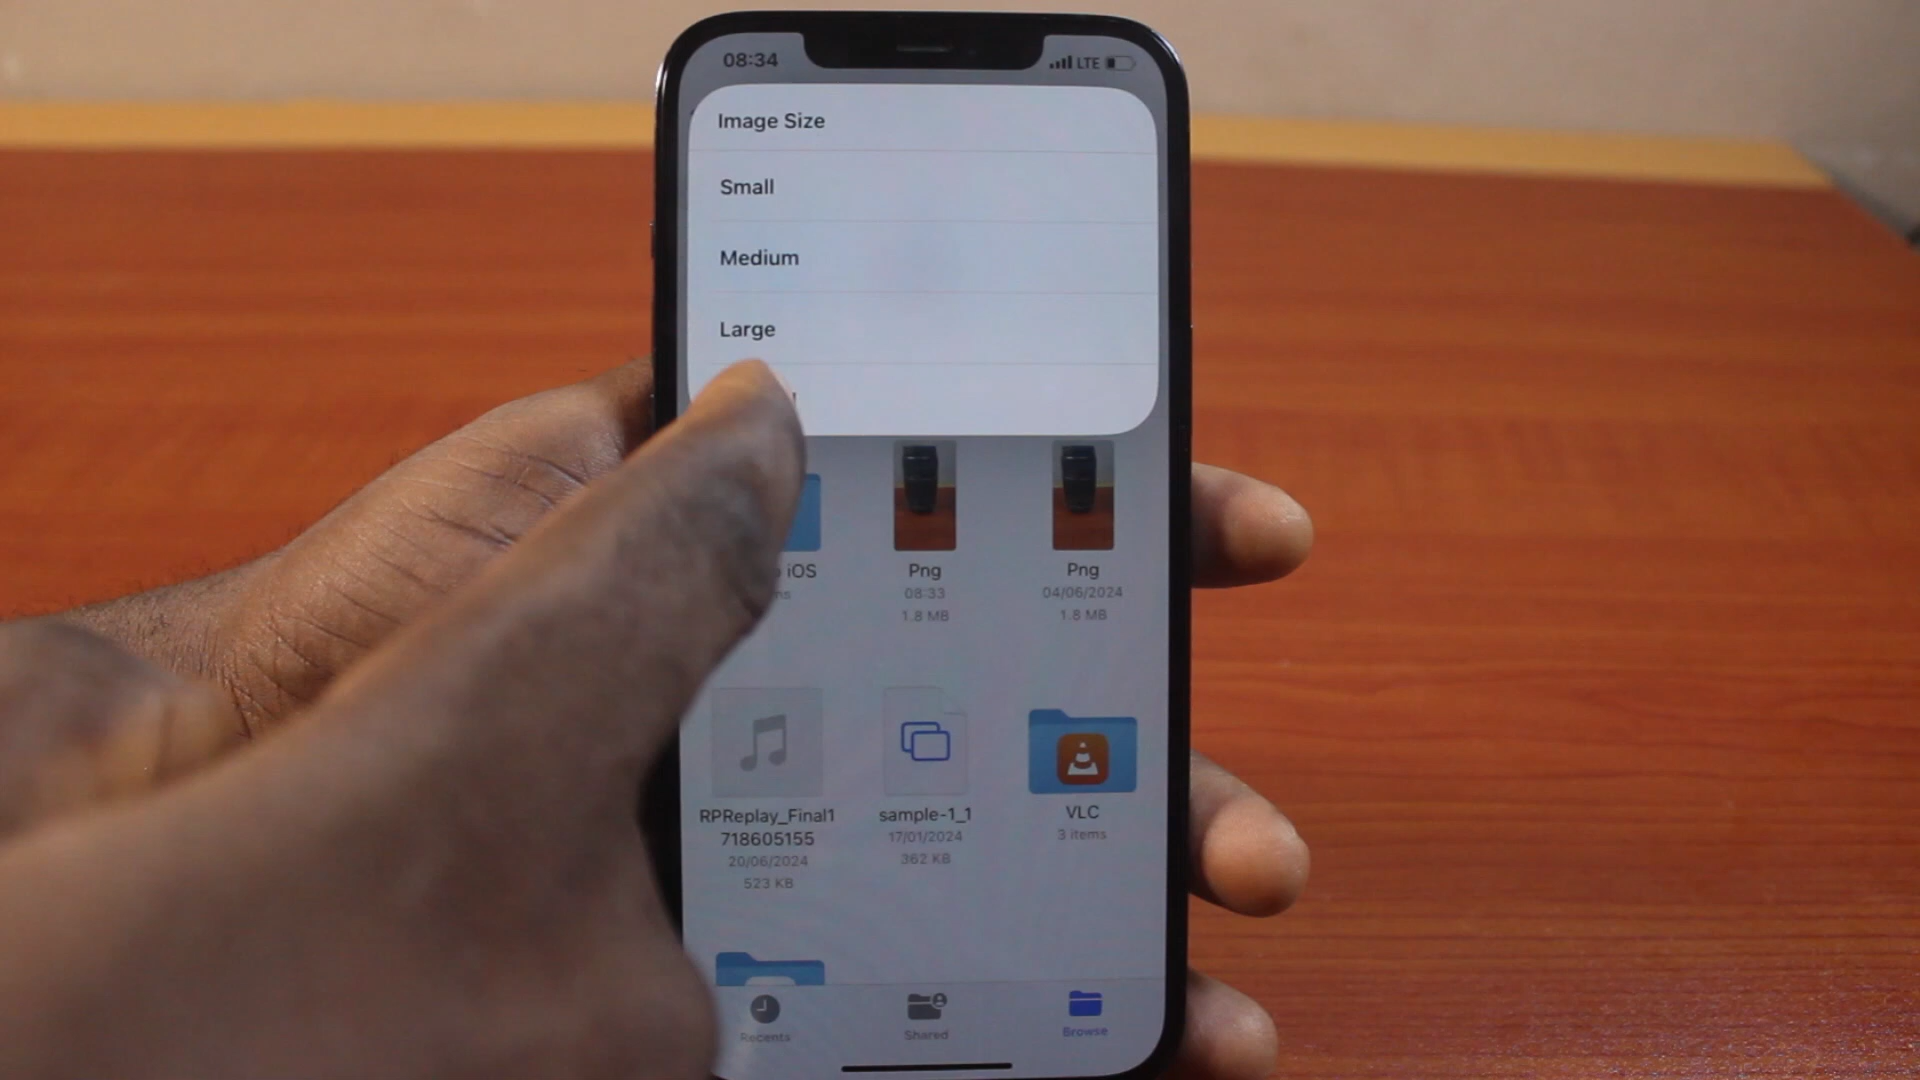 08:34
LTE
Image Size
Small
Medium
Large
iOS
Png
Png
08:33
04/06/2024
1.8 MB
1.8 MB
RPReplay_Final1
718605155
20/06/2024
523 KB
sample-1_1
17/01/2024
362 KB
VLC
3 items
Recents
Shared
Browse